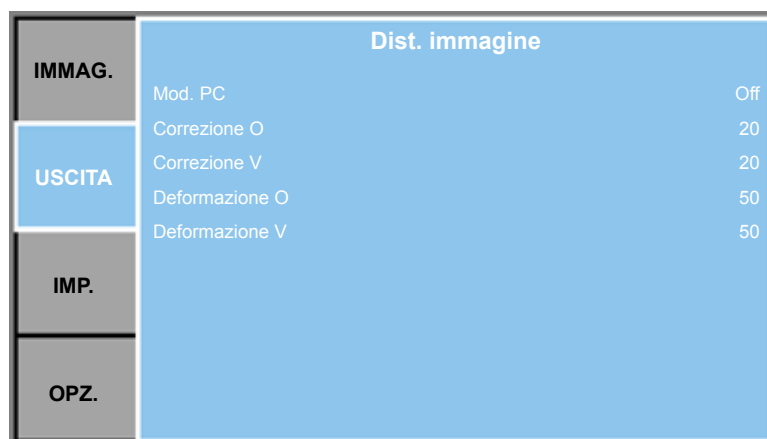 IMMAG.
USCITA
IMP.
OPZ.
Dist. immagine
Mod. PC Off
Correzione O 20
Correzione V 20
Deformazione O 50
Deformazione V 50